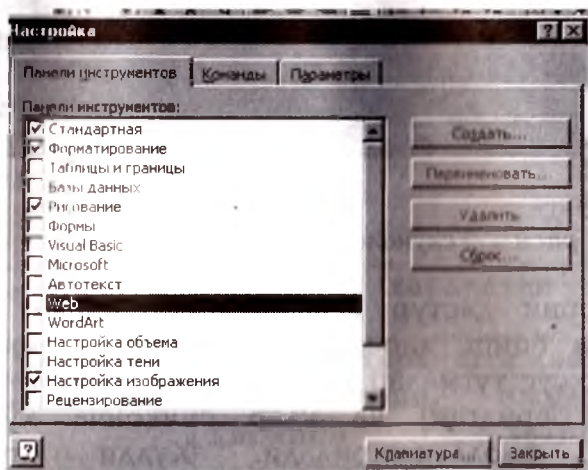 Настройка
Панели инструментов Команды Параметры
Панели инструментов:
Стандартная
Форматирование
Таблицы и границы
Базы данных
Рисование
Формы
Visual Basic
Microsoft
Автотекст
Web
WordArt
Настройка объема
Настройка тени
Настройка изображения
Рецензирование
Создать...
Переименовать...
Удалить
Сброс...
Клавиатура... Закрыть